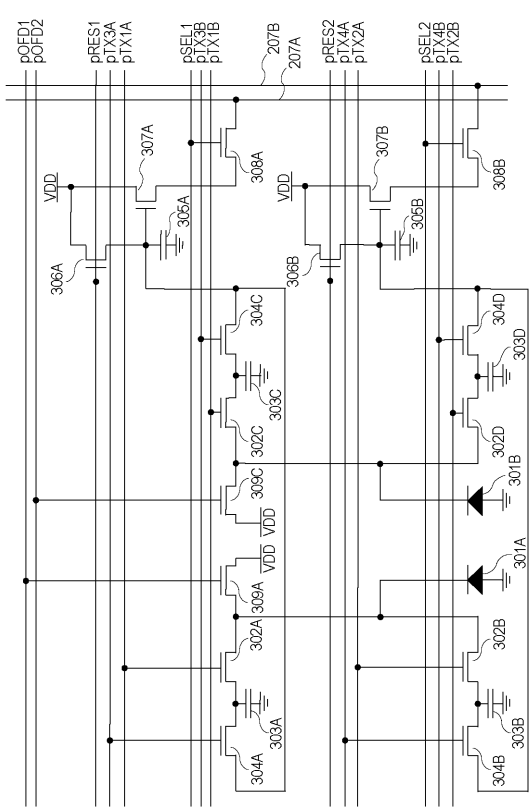 pOFD1
pOFD2
pRES1
pTX3A
pTX1A
pSEL1
pTX3B
pTX1B
207B
207A
pRES2
pTX4A
pTX2A
pSEL2
pTX4B
pTX2B
VDD
307A
308A
VDD
307B
308B
306A
305A
306B
305B
304C
304D
303C
303D
302C
302D
309C
VDD
301B
VDD
309A
301A
302A
302B
303A
303B
304A
304B